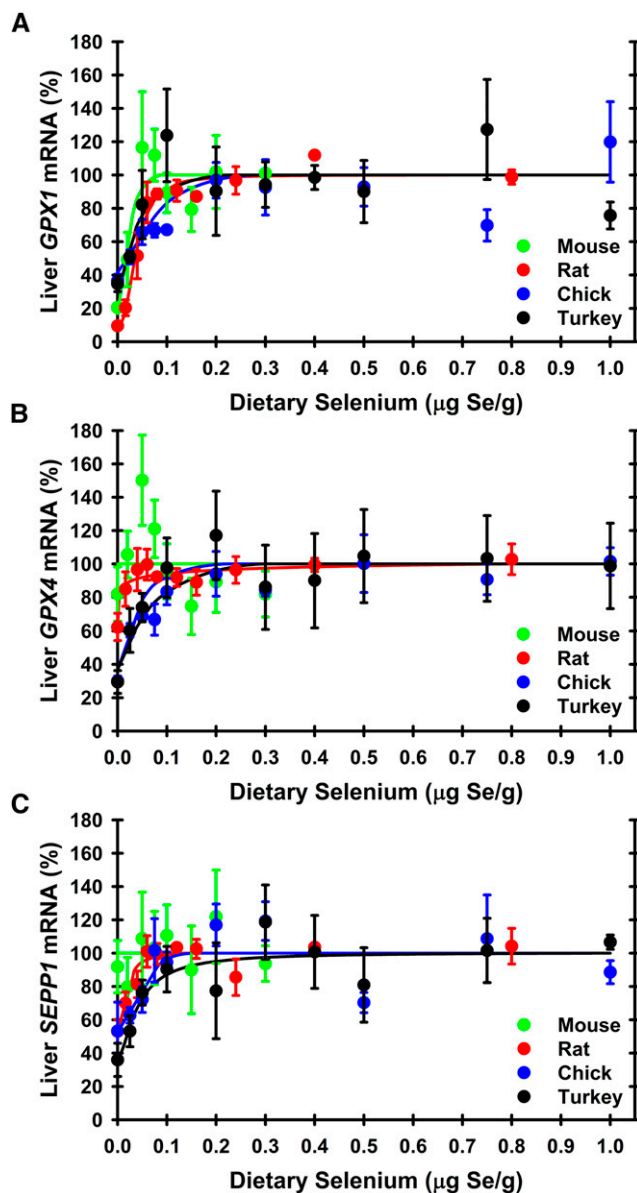 A
Liver GPX1 mRNA (%)
180
160
140
120
100
80
60
40
20
0
0.0 0.1 0.2 0.3 0.4 0.5 0.6 0.7 0.8 0.9 1.0
Dietary Selenium (μg Se/g)
Mouse
Rat
Chick
Turkey
B
Liver GPX4 mRNA (%)
180
160
140
120
100
80
60
40
20
0
0.0 0.1 0.2 0.3 0.4 0.5 0.6 0.7 0.8 0.9 1.0
Dietary Selenium (μg Se/g)
Mouse
Rat
Chick
Turkey
C
Liver SEPP1 mRNA (%)
180
160
140
120
100
80
60
40
20
0
0.0 0.1 0.2 0.3 0.4 0.5 0.6 0.7 0.8 0.9 1.0
Dietary Selenium (μg Se/g)
Mouse
Rat
Chick
Turkey